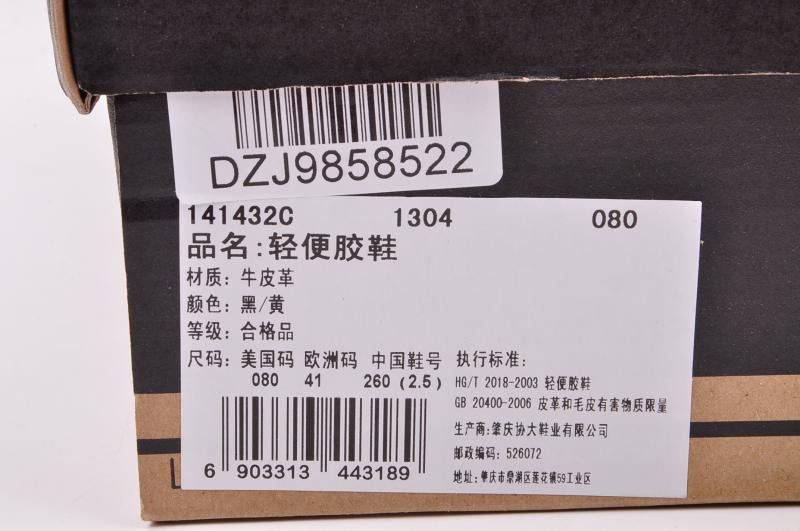 DZJ9858522
141432C 1304 080
品名:轻便胶鞋
材质: 牛皮革
颜色: 黑/黄
等级: 合格品
尺码: 美国码 欧洲码 中国鞋号
080 41 260 (2.5)
6 903313 443189
执行标准:
HG/T 2018-2003 轻便胶鞋
GB 20400-2006 皮革和毛皮有害物质限量
生产商:肇庆协大鞋业有限公司
邮政编码: 526072
地址: 肇庆市鼎湖区莲花镇59工业区